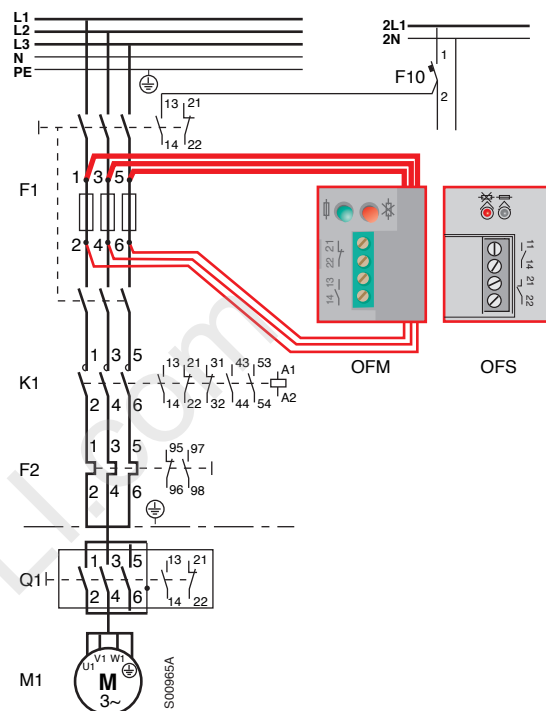 L1
L2
L3
N
PE
2L1
2N
1
F10
2
13 21
14 22
F1
1 3 5
2 4 6
21
22
13
14
11
14
21
22
OFM
OFS
K1
1 3 5
2 4 6
13 21 31 43 53
14 22 32 44 54
A1
A2
F2
1 3 5
2 4 6
95 97
96 98
Q1
1 3 5
2 4 6
13 21
14 22
M1
U1 V1 W1
M
3~
S00965A
LI.com